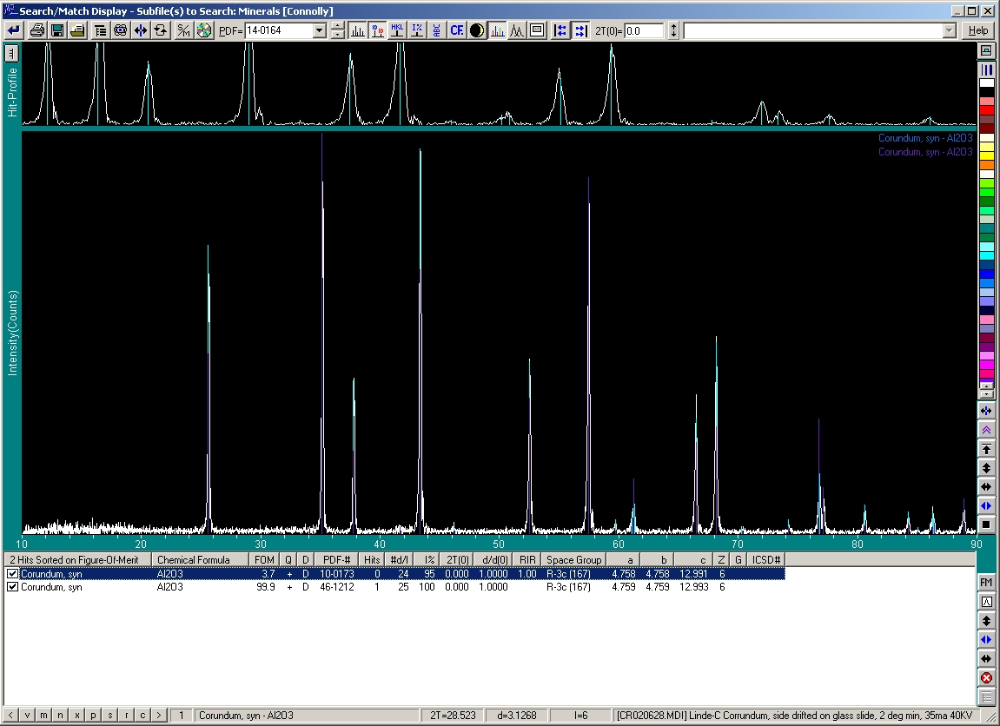 Search/Match Display - Subfile(s) to Search: Minerals [Connolly]
S/M PDF= 14-0164 HKL I% CF. 2T(0)= 0.0 Help
Hit-Profile
Corundum, syn - Al2O3
Corundum, syn - Al2O3
Intensity(Counts)
10 20 30 40 50 60 70 80 90
2 Hits Sorted on Figure-Of-Merit Chemical Formula FOM Q D PDF-# Hits #d/I I% 2T(0) d/d(0) RIR Space Group a b c Z G ICSD#
Corundum, syn Al2O3 3.7 + D 10-0173 0 24 95 0.000 1.0000 1.00 R-3c (167) 4.758 4.758 12.991 6
Corundum, syn Al2O3 99.9 + D 46-1212 1 25 100 0.000 1.0000 R-3c (167) 4.759 4.759 12.993 6
FM
< v m n x p s r c > 1 Corundum, syn - Al2O3 2T=28.523 d=3.1268 I=6 [CR020628.MDI] Linde-C Corrundum, side drifted on glass slide, 2 deg min, 35ma 40KV